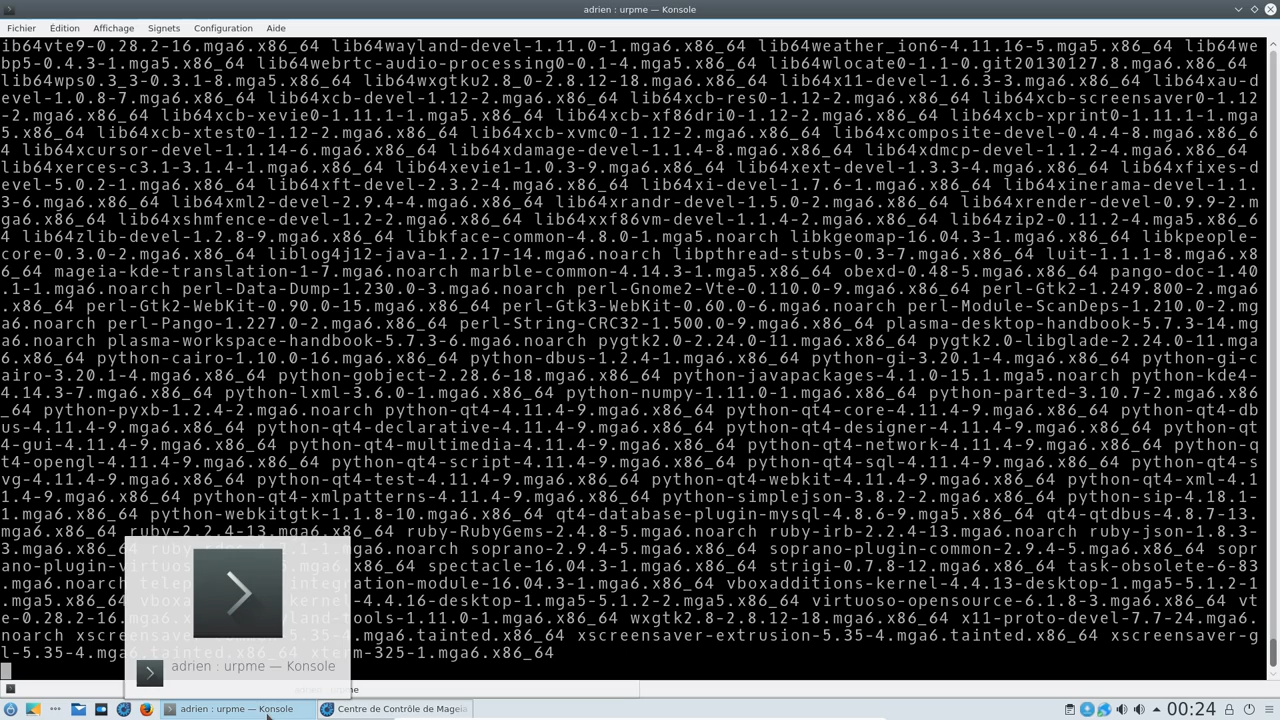 adrien : urpme — Konsole
Fichier Édition Affichage Signets Configuration Aide
ib64vte9-0.28.2-16.mga6.x86_64 lib64wayland-devel-1.11.0-1.mga6.x86_64 lib64weather_ion6-4.11.16-5.mga5.x86_64 lib64we
bp5-0.4.3-1.mga5.x86_64 lib64webrtc-audio-processing0-0.1-4.mga6.x86_64 lib64wlocate0-1.1-0.git20130127.8.mga6.x86_64
lib64wps0.3_3-0.3.1-8.mga5.x86_64 lib64wxgtku2.8_0-2.8.12-18.mga6.x86_64 lib64x11-devel-1.6.3-3.mga6.x86_64 lib64xau-d
evel-1.0.8-7.mga6.x86_64 lib64xcb-devel-1.12-2.mga6.x86_64 lib64xcb-res0-1.12-2.mga6.x86_64 lib64xcb-screensaver0-1.12
-2.mga6.x86_64 lib64xcb-xevie0-1.11.1-1.mga5.x86_64 lib64xcb-xf86dri0-1.12-2.mga6.x86_64 lib64xcb-xprint0-1.11.1-1.mga
5.x86_64 lib64xcb-xtest0-1.12-2.mga6.x86_64 lib64xcb-xvmc0-1.12-2.mga6.x86_64 lib64xcomposite-devel-0.4.4-8.mga6.x86_6
4 lib64xcursor-devel-1.1.14-6.mga6.x86_64 lib64xdamage-devel-1.1.4-8.mga6.x86_64 lib64xdmcp-devel-1.1.2-4.mga6.x86_64
lib64xerces-c3.1-3.1.4-1.mga6.x86_64 lib64xevie1-1.0.3-9.mga5.x86_64 lib64xext-devel-1.3.3-4.mga6.x86_64 lib64xfixes-d
evel-5.0.2-1.mga6.x86_64 lib64xft-devel-2.3.2-4.mga6.x86_64 lib64xi-devel-1.7.6-1.mga6.x86_64 lib64xinerama-devel-1.1.
3-6.mga6.x86_64 lib64xml2-devel-2.9.4-4.mga6.x86_64 lib64xrandr-devel-1.5.0-2.mga6.x86_64 lib64xrender-devel-0.9.9-2.m
ga6.x86_64 lib64xshmfence-devel-1.2-2.mga6.x86_64 lib64xxf86vm-devel-1.1.4-2.mga6.x86_64 lib64zip2-0.11.2-4.mga5.x86_6
4 lib64zlib-devel-1.2.8-9.mga6.x86_64 libkface-common-4.8.0-1.mga5.noarch libkgeomap-16.04.3-1.mga6.x86_64 libkpeople-
core-0.3.0-2.mga6.x86_64 liblog4j12-java-1.2.17-14.mga6.noarch libpthread-stubs-0.3-7.mga6.x86_64 luit-1.1.1-8.mga6.x8
6_64 mageia-kde-translation-1-7.mga6.noarch marble-common-4.14.3-1.mga5.x86_64 obexd-0.48-5.mga6.x86_64 pango-doc-1.40
.1-1.mga6.noarch perl-Data-Dump-1.230.0-3.mga6.noarch perl-Gnome2-Vte-0.110.0-9.mga6.x86_64 perl-Gtk2-1.249.800-2.mga6
.x86_64 perl-Gtk2-WebKit-0.90.0-15.mga6.x86_64 perl-Gtk3-WebKit-0.60.0-6.mga6.noarch perl-Module-ScanDeps-1.210.0-2.mg
a6.noarch perl-Pango-1.227.0-2.mga6.x86_64 perl-String-CRC32-1.500.0-9.mga6.x86_64 plasma-desktop-handbook-5.7.3-14.mg
a6.noarch plasma-workspace-handbook-5.7.3-6.mga6.noarch pygtk2.0-2.24.0-11.mga6.x86_64 pygtk2.0-libglade-2.24.0-11.mga
6.x86_64 python-cairo-1.10.0-16.mga6.x86_64 python-dbus-1.2.4-1.mga6.x86_64 python-gi-3.20.1-4.mga6.x86_64 python-gi-c
airo-3.20.1-4.mga6.x86_64 python-gobject-2.28.6-18.mga6.x86_64 python-javapackages-4.1.0-15.1.mga5.noarch python-kde4-
4.14.3-7.mga6.x86_64 python-lxml-3.6.0-1.mga6.x86_64 python-numpy-1.11.0-1.mga6.x86_64 python-parted-3.10.7-2.mga6.x86
_64 python-pyxb-1.2.4-2.mga6.noarch python-qt4-4.11.4-9.mga6.x86_64 python-qt4-core-4.11.4-9.mga6.x86_64 python-qt4-db
us-4.11.4-9.mga6.x86_64 python-qt4-declarative-4.11.4-9.mga6.x86_64 python-qt4-designer-4.11.4-9.mga6.x86_64 python-qt
4-gui-4.11.4-9.mga6.x86_64 python-qt4-multimedia-4.11.4-9.mga6.x86_64 python-qt4-network-4.11.4-9.mga6.x86_64 python-q
t4-opengl-4.11.4-9.mga6.x86_64 python-qt4-script-4.11.4-9.mga6.x86_64 python-qt4-sql-4.11.4-9.mga6.x86_64 python-qt4-s
vg-4.11.4-9.mga6.x86_64 python-qt4-test-4.11.4-9.mga6.x86_64 python-qt4-webkit-4.11.4-9.mga6.x86_64 python-qt4-xml-4.1
1.4-9.mga6.x86_64 python-qt4-xmlpatterns-4.11.4-9.mga6.x86_64 python-simplejson-3.8.2-2.mga6.x86_64 python-sip-4.18.1-
1.mga6.x86_64 python-webkitgtk-1.1.8-10.mga6.x86_64 qt4-database-plugin-mysql-4.8.6-9.mga5.x86_64 qt4-qtdbus-4.8.7-13.
mga6.x86_64 ruby-2.2.4-13.mga6.x86_64 ruby-RubyGems-2.4.8-5.mga6.noarch ruby-irb-2.2.4-13.mga6.noarch ruby-json-1.8.3-
3.mga6.x86_64 mga6.noarch soprano-2.9.4-5.mga6.x86_64 soprano-plugin-common-2.9.4-5.mga6.x86_64 sopr
ano-plugin-virtuoso mga6.x86_64 spectacle-16.04.3-1.mga6.x86_64 strigi-0.7.8-12.mga6.x86_64 task-obsolete-6-83
.mga6.noarch integration-module-16.04.3-1.mga6.x86_64 vboxadditions-kernel-4.4.13-desktop-1.mga5-5.1.2-1
.mga6.x86_64 kernel-4.4.16-desktop-1.mga5-5.1.2-2.mga5.x86_64 virtuoso-opensource-6.1.8-3.mga6.x86_64 vt
e-0.28.2-16.mga6.x86_64 wayland-tools-1.11.0-1.mga6.x86_64 wxgtk2.8-2.8.12-18.mga6.x86_64 x11-proto-devel-7.7-24.mga6.
noarch xscreensaver-5.35-4.mga6.tainted.x86_64 xscreensaver-extrusion-5.35-4.mga6.tainted.x86_64 xscreensaver-g
l-5.35-4.mga6.tainted.x86_64 xterm-325-1.mga6.x86_64
adrien : urpme — Konsole
adrien : urpme
adrien : urpme — Konsole
Centre de Contrôle de Mageia
00:24